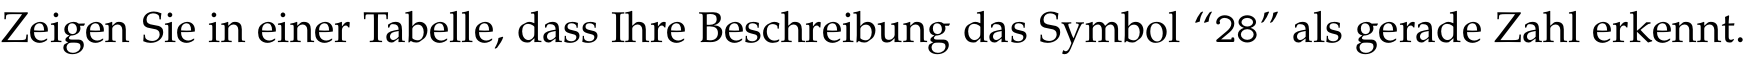 Zeigen Sie in einer Tabelle, dass Ihre Beschreibung das Symbol “28” als gerade Zahl erkennt.